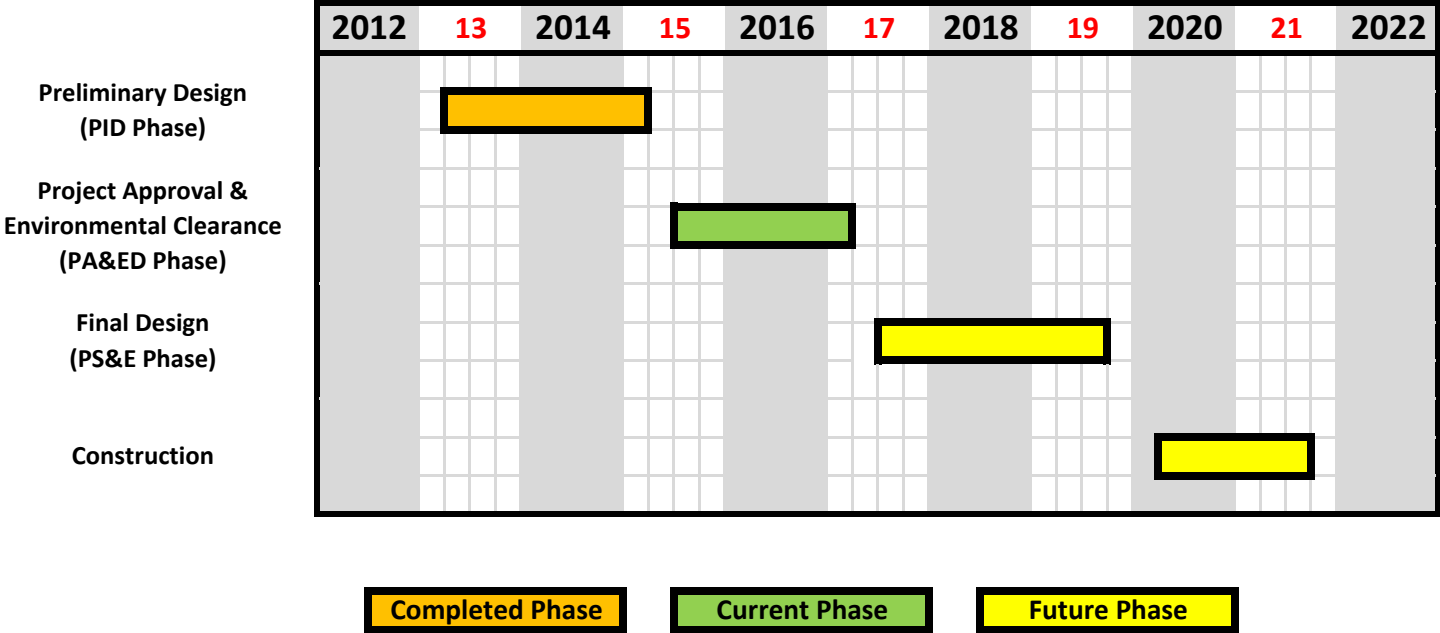 2012 13 2014 15 2016 17 2018 19 2020 21 2022
Preliminary Design
(PID Phase)
Project Approval &
Environmental Clearance
(PA&ED Phase)
Final Design
(PS&E Phase)
Construction
Completed Phase Current Phase Future Phase